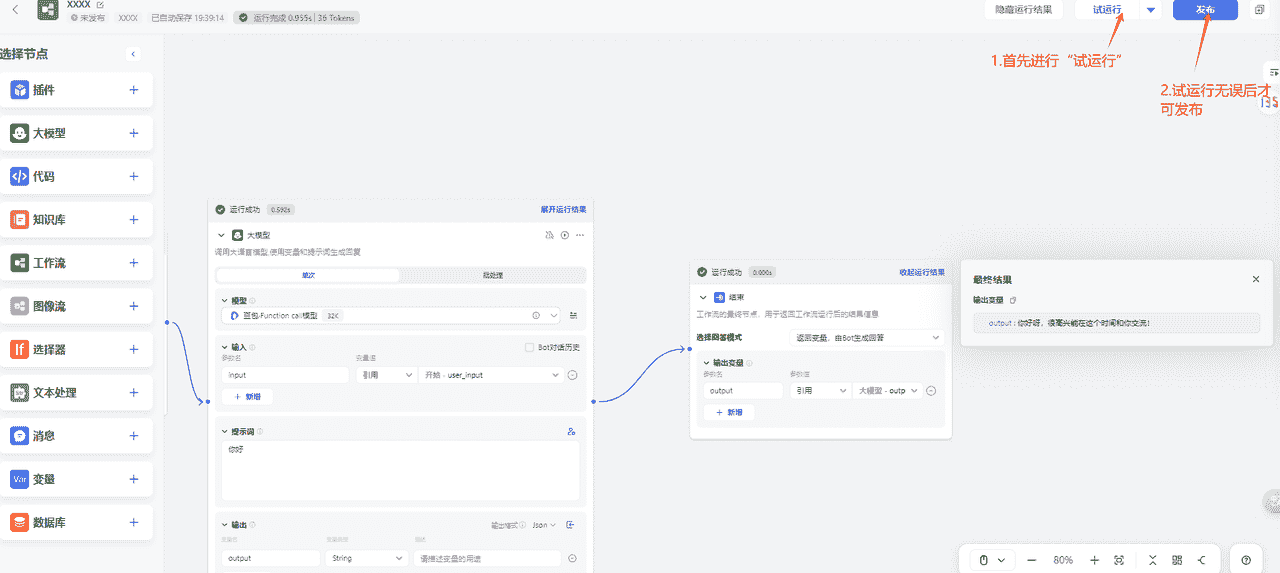 XXXX
未发布 XXXX 已自动保存 19:39:14 运行完成 0.955s | 36 Tokens
隐藏运行结果 试运行 发布
1.首先进行“试运行”
2.试运行无误后才
可发布
选择节点
插件
大模型
代码
知识库
工作流
图像流
选择器
文本处理
消息
变量
数据库
运行成功 0.592s 展开运行结果
大模型
调用大语言模型,使用变量和提示词生成回复
单次 批处理
模型
豆包·Function call模型 32K
输入 Bot对话历史
参数名 变量值
input 引用 开始 - user_input
新增
提示词
你好
输出 输出格式 Json
变量名 变量类型 描述
output String 请描述变量的用途
运行成功 0.000s 收起运行结果
结束
工作流的最终节点，用于返回工作流运行后的结果信息
选择回答模式 返回变量，由Bot生成回答
输出变量
参数名 参数值
output 引用 大模型 - outp
新增
最终结果
输出变量
output : 你好呀，很高兴能在这个时间和你交流！
80%